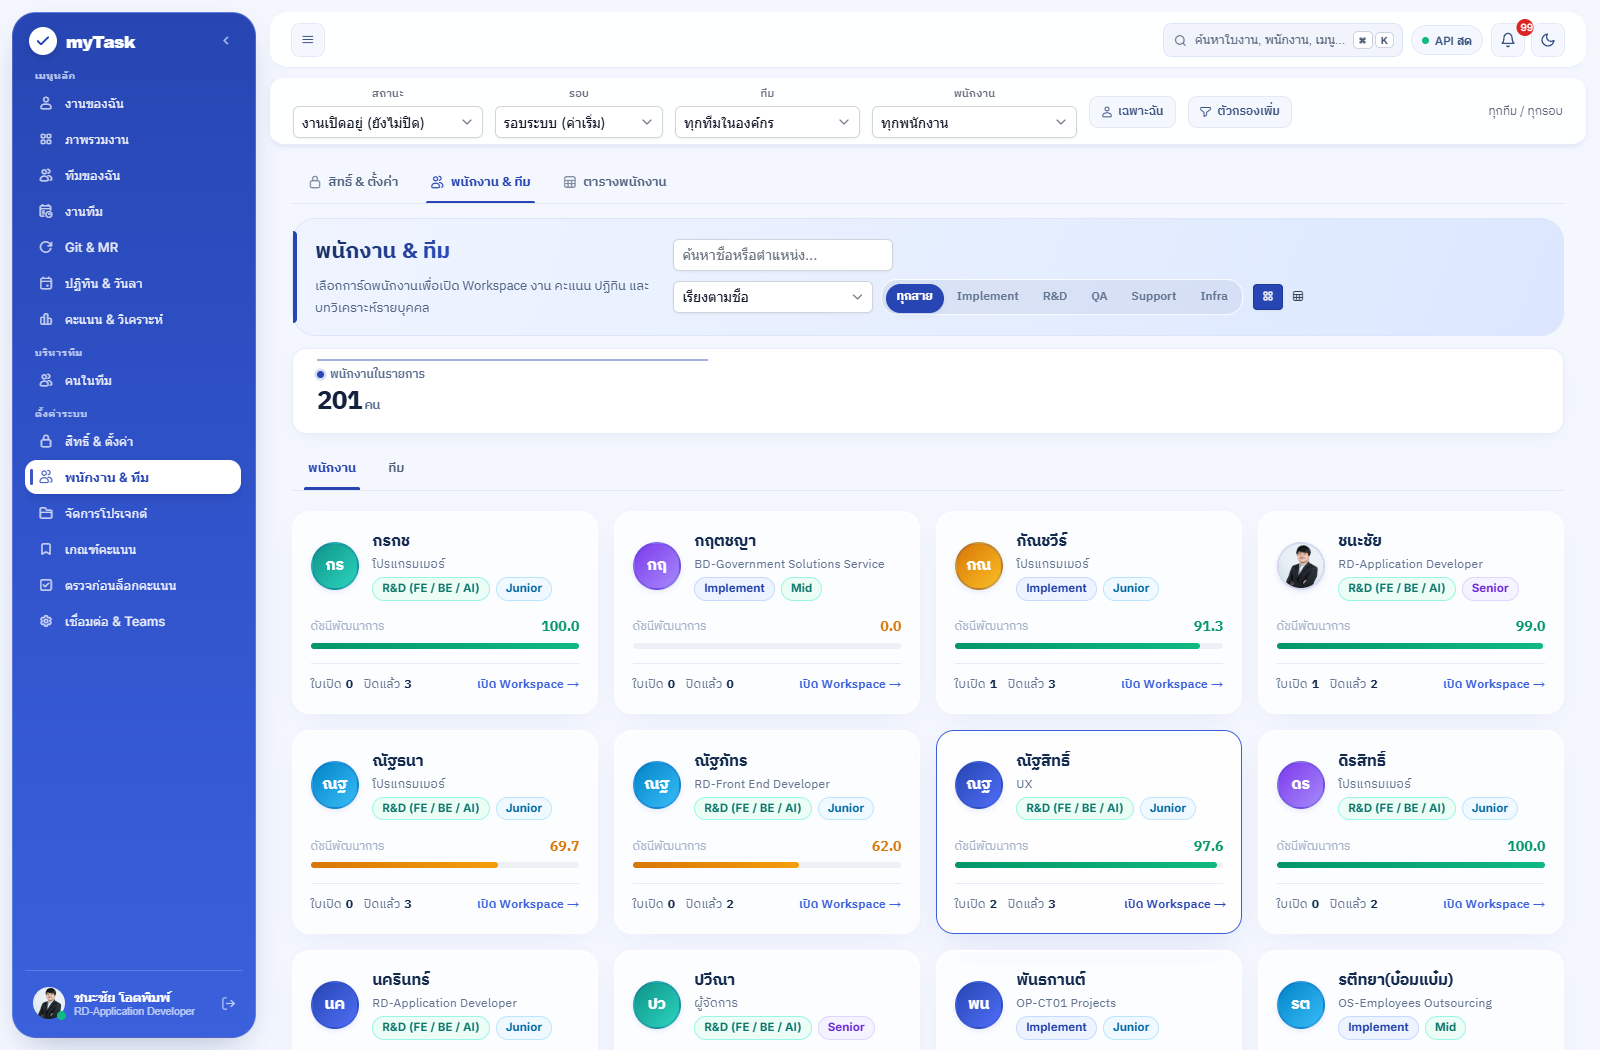 myTask
เมนูหลัก
งานของฉัน
ภาพรวมงาน
ทีมของฉัน
งานทีม
Git & MR
ปฏิทิน & วันลา
คะแนน & วิเคราะห์
บริหารทีม
คนในทีม
ตั้งค่าระบบ
สิทธิ์ & ตั้งค่า
พนักงาน & ทีม
จัดการโปรเจกต์
เกณฑ์คะแนน
ตรวจก่อนล็อกคะแนน
เชื่อมต่อ & Teams
ชนะชัย โอดพิมพ์
RD-Application Developer
ค้นหาใบงาน, พนักงาน, เมนู... ⌘ K
API สด
99
สถานะ รอบ ทีม พนักงาน
งานเปิดอยู่ (ยังไม่ปิด) รอบระบบ (ค่าเริ่ม) ทุกทีมในองค์กร ทุกพนักงาน เฉพาะฉัน ตัวกรองเพิ่ม ทุกทีม / ทุกรอบ
สิทธิ์ & ตั้งค่า พนักงาน & ทีม ตารางพนักงาน
พนักงาน & ทีม
เลือกการ์ดพนักงานเพื่อเปิด Workspace งาน คะแนน ปฏิทิน และ
บทวิเคราะห์รายบุคคล
ค้นหาชื่อหรือตำแหน่ง...
เรียงตามชื่อ ทุกสาย Implement R&D QA Support Infra
พนักงานในรายการ
201 คน
พนักงาน ทีม
กร กรกช
โปรแกรมเมอร์
R&D (FE / BE / AI) Junior
ดัชนีพัฒนาการ 100.0
ใบเปิด 0 ปิดแล้ว 3 เปิด Workspace →
กฤ กฤตชญา
BD-Government Solutions Service
Implement Mid
ดัชนีพัฒนาการ 0.0
ใบเปิด 0 ปิดแล้ว 0 เปิด Workspace →
กณ กัณชวีร์
โปรแกรมเมอร์
Implement Junior
ดัชนีพัฒนาการ 91.3
ใบเปิด 1 ปิดแล้ว 3 เปิด Workspace →
ชนะชัย
RD-Application Developer
R&D (FE / BE / AI) Senior
ดัชนีพัฒนาการ 99.0
ใบเปิด 1 ปิดแล้ว 2 เปิด Workspace →
ณฐ ณัฐธนา
โปรแกรมเมอร์
R&D (FE / BE / AI) Junior
ดัชนีพัฒนาการ 69.7
ใบเปิด 0 ปิดแล้ว 3 เปิด Workspace →
ณฐ ณัฐภัทร
RD-Front End Developer
R&D (FE / BE / AI) Junior
ดัชนีพัฒนาการ 62.0
ใบเปิด 0 ปิดแล้ว 2 เปิด Workspace →
ณฐ ณัฐสิทธิ์
UX
R&D (FE / BE / AI) Junior
ดัชนีพัฒนาการ 97.6
ใบเปิด 2 ปิดแล้ว 3 เปิด Workspace →
ดร ดิรสิทธิ์
โปรแกรมเมอร์
R&D (FE / BE / AI) Junior
ดัชนีพัฒนาการ 100.0
ใบเปิด 0 ปิดแล้ว 2 เปิด Workspace →
นค นครินทร์
RD-Application Developer
R&D (FE / BE / AI) Junior
ปว ปวีณา
ผู้จัดการ
R&D (FE / BE / AI) Senior
พน พันธกานต์
OP-CT01 Projects
Implement Junior
รต รตีทยา(บ๋อมแบ๋ม)
OS-Employees Outsourcing
Implement Mid